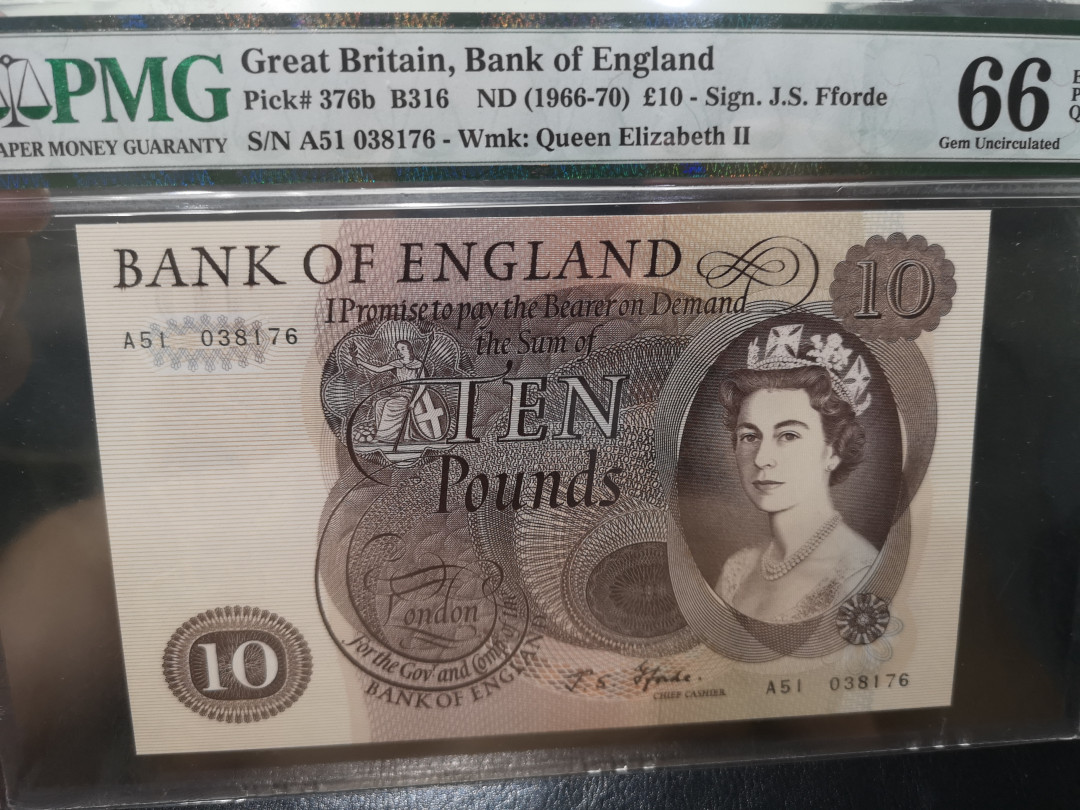 PMG
APER MONEY GUARANTY
Great Britain, Bank of England
Pick# 376b B316 ND (1966-70) £10 - Sign. J.S. Fforde
S/N A51 038176 - Wmk: Queen Elizabeth II
66
Gem Uncirculated
E
P
Q
BANK OF ENGLAND
10
I Promise to pay the Bearer on Demand
the Sum of
A51 038176
TEN
Pounds
London
For the Govr and Compa of the
BANK OF ENGLAND
10
J. S. Fforde.
CHIEF CASHIER
A51 038176